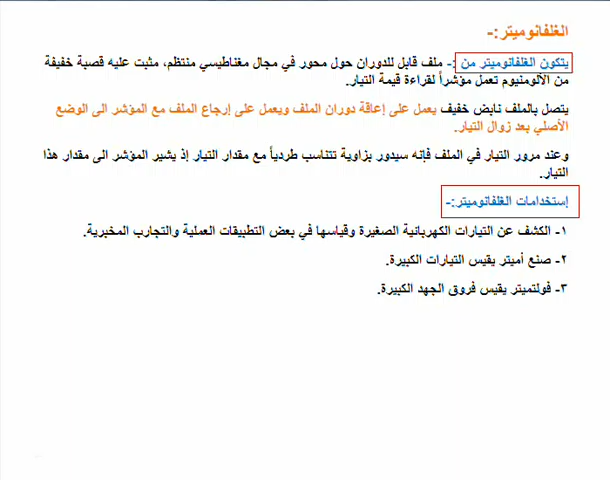 الغلفانوميتر:-
يتكون الغلفانوميتر من :- ملف قابل للدوران حول محور في مجال مغناطيسي منتظم، مثبت عليه قصبة خفيفة
من الألومنيوم تعمل مؤشراً لقراءة قيمة التيار.
يتصل بالملف نابض خفيف يعمل على إعاقة دوران الملف ويعمل على إرجاع الملف مع المؤشر الى الوضع
الأصلي بعد زوال التيار.
وعند مرور التيار في الملف فإنه سيدور بزاوية تتناسب طردياً مع مقدار التيار إذ يشير المؤشر الى مقدار هذا
التيار.
إستخدامات الغلفانوميتر:-
١- الكشف عن التيارات الكهربائية الصغيرة وقياسها في بعض التطبيقات العملية والتجارب المخبرية.
٢- صنع أميتر يقيس التيارات الكبيرة.
٣- فولتميتر يقيس فروق الجهد الكبيرة.